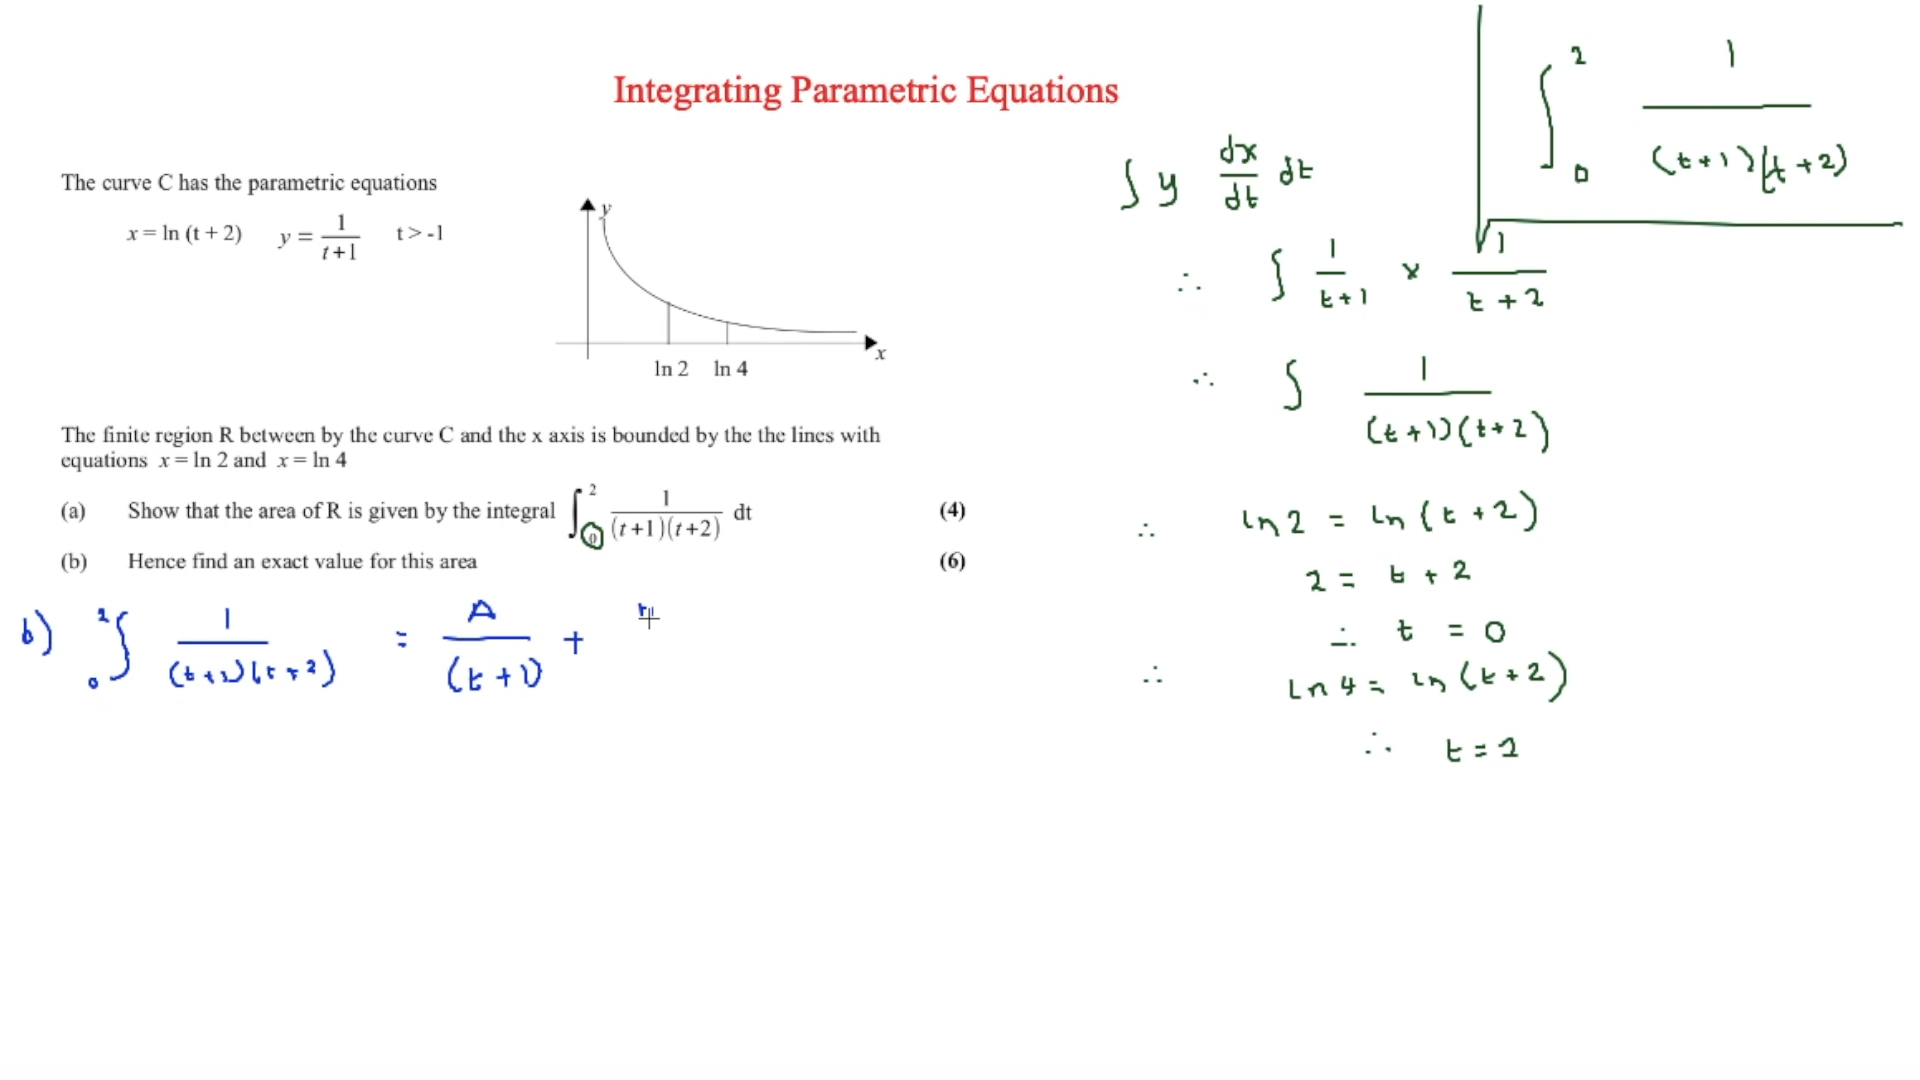 Integrating Parametric Equations
The curve C has the parametric equations
x = ln (t + 2) y = 1/(t+1) t > -1
y
x
ln 2 ln 4
The finite region R between by the curve C and the x axis is bounded by the the lines with
equations x = ln 2 and x = ln 4
(a) Show that the area of R is given by the integral ∫₀² 1/((t+1)(t+2)) dt (4)
(b) Hence find an exact value for this area (6)
b) ₀²∫ 1/((t+1)(t+2)) = A/(t+1) +
∫ y dx/dt dt
∴ ∫ 1/(t+1) × 1/(t+2)
∴ ∫ 1/((t+1)(t+2))
∴ ln 2 = ln (t + 2)
2 = t + 2
∴ t = 0
∴ ln 4 = ln (t + 2)
∴ t = 2
∫₀² 1/((t+1)(t+2))